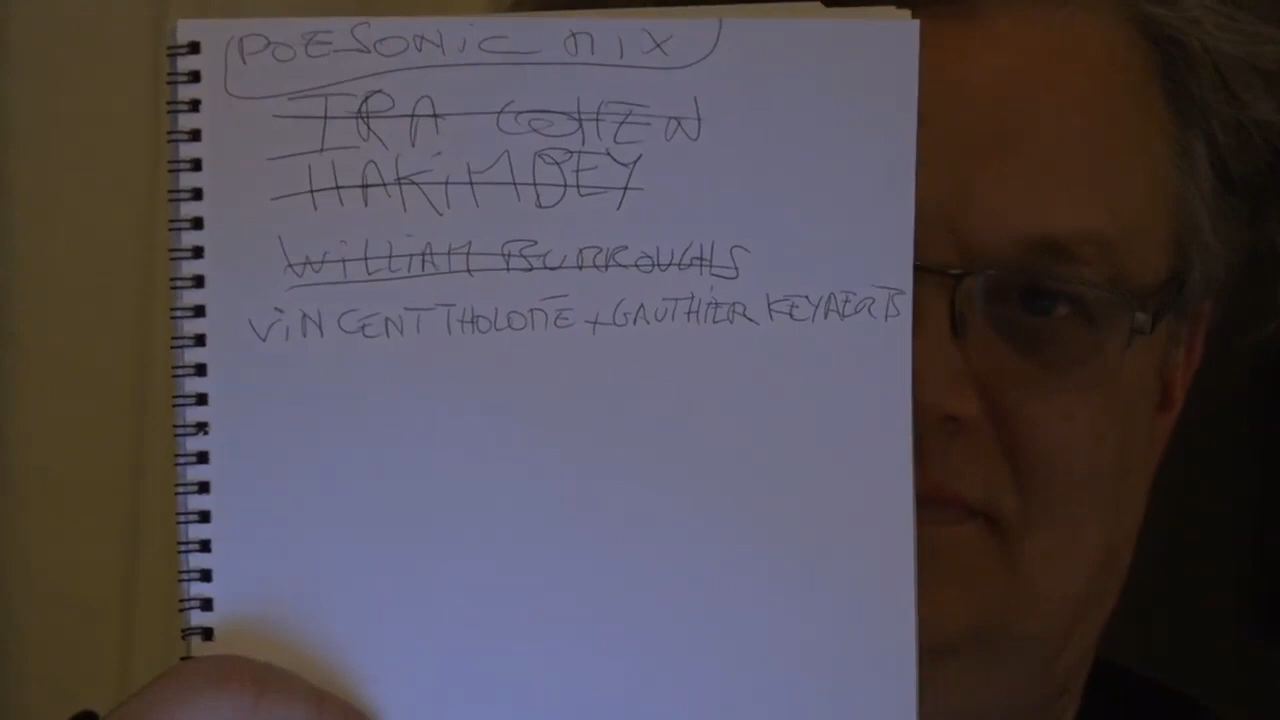 POESONiC MiX
IRA COHEN
HAKiM BEY
WiLLiAM BURROUGHS
ViNCENT THOLOMÉ + GAUTHiER KEYAERTS